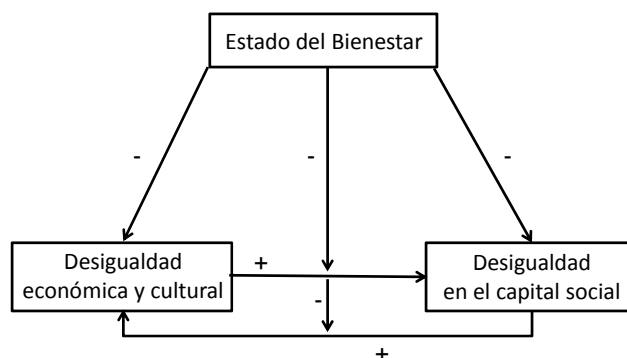 Estado del Bienestar
-
-
-
Desigualdad
económica y cultural
+
Desigualdad
en el capital social
-
+